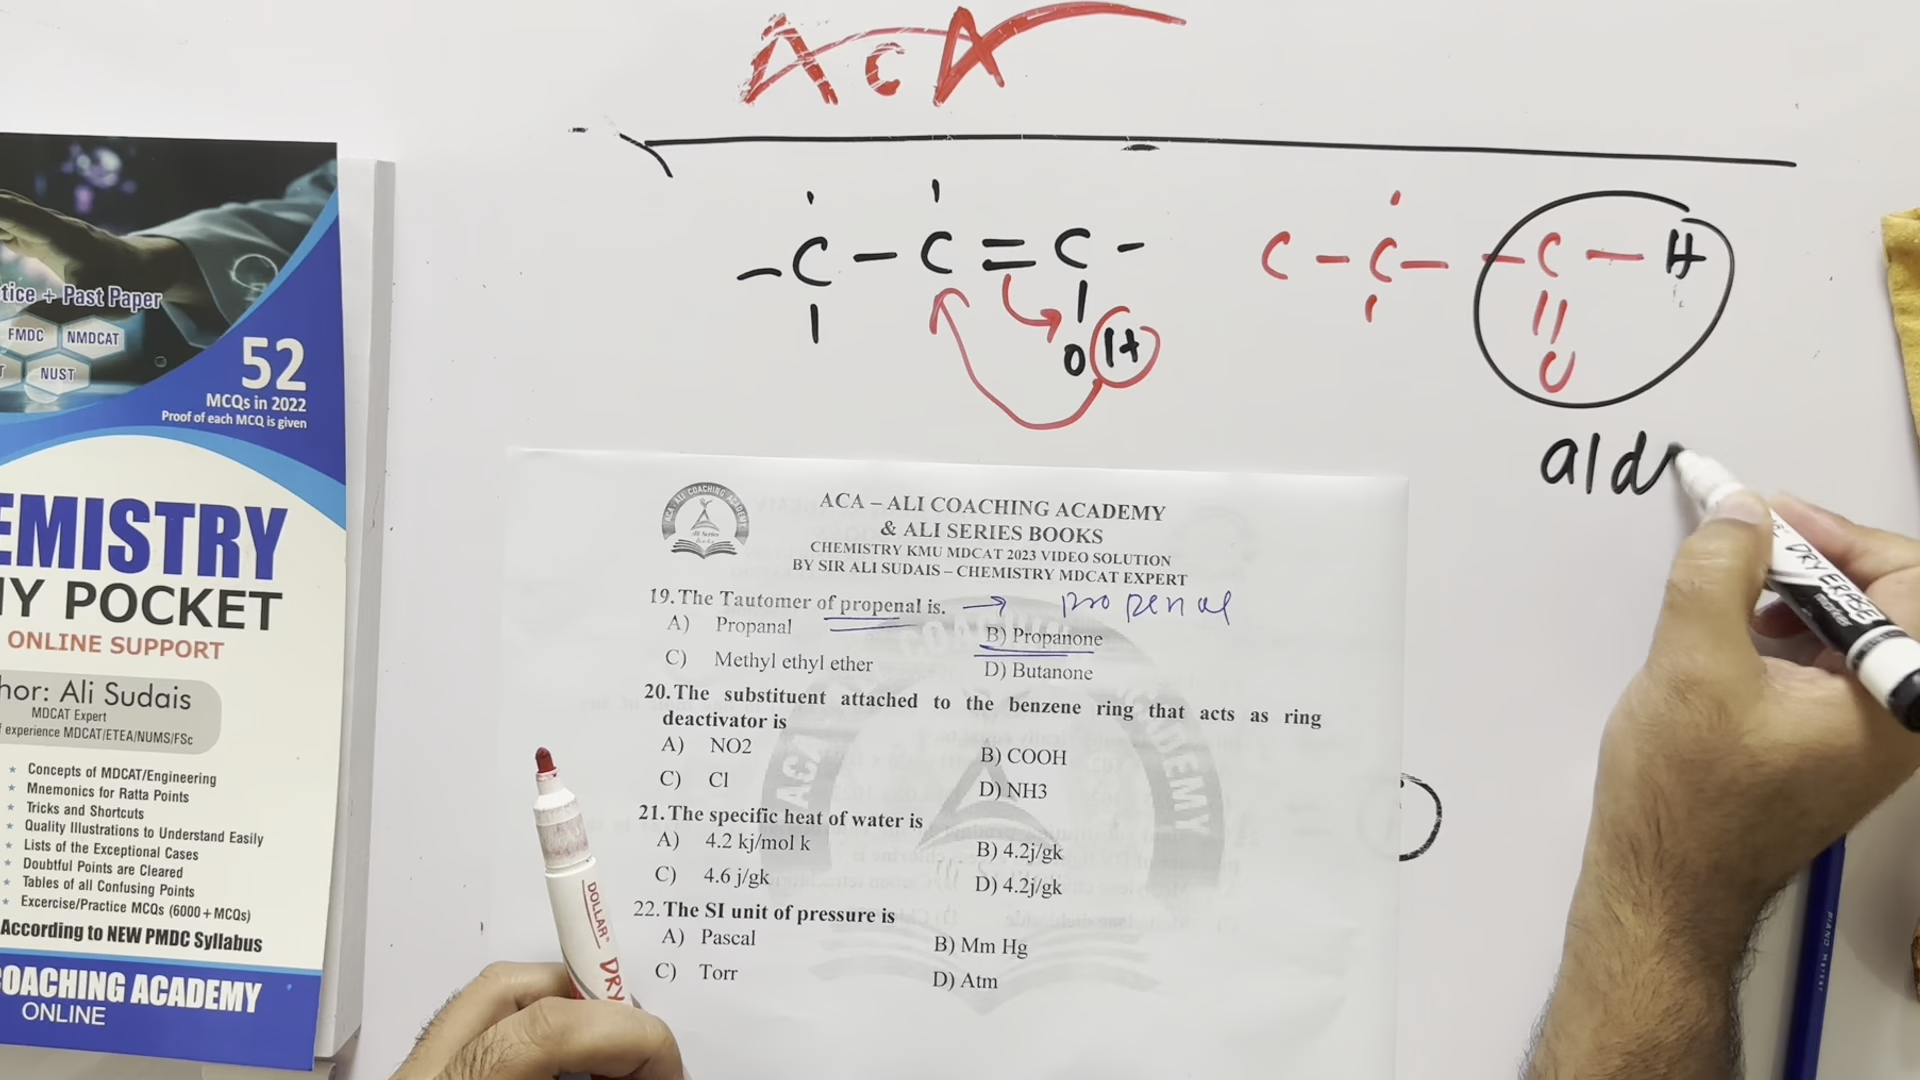 ACA
- C - C = C -
OH
C - C - C - H
O
ald
tice + Past Paper
FMDC
NMDCAT
NUST
52
MCQs in 2022
Proof of each MCQ is given
EMISTRY
NY POCKET
ONLINE SUPPORT
hor: Ali Sudais
MDCAT Expert
f experience MDCAT/ETEA/NUMS/FSc
* Concepts of MDCAT/Engineering
* Mnemonics for Ratta Points
* Tricks and Shortcuts
* Quality Illustrations to Understand Easily
* Lists of the Exceptional Cases
* Doubtful Points are Cleared
* Tables of all Confusing Points
* Excercise/Practice MCQs (6000+MCQs)
According to NEW PMDC Syllabus
COACHING ACADEMY
ONLINE
ACA – ALI COACHING ACADEMY
& ALI SERIES BOOKS
CHEMISTRY KMU MDCAT 2023 VIDEO SOLUTION
BY SIR ALI SUDAIS – CHEMISTRY MDCAT EXPERT
19. The Tautomer of propenal is. → propenal
A) Propanal B) Propanone
C) Methyl ethyl ether D) Butanone
20. The substituent attached to the benzene ring that acts as ring
deactivator is
A) NO2 B) COOH
C) Cl D) NH3
21. The specific heat of water is
A) 4.2 kj/mol k B) 4.2j/gk
C) 4.6 j/gk D) 4.2j/gk
22. The SI unit of pressure is
A) Pascal B) Mm Hg
C) Torr D) Atm
DOLLAR
DRY
DRY ERASE